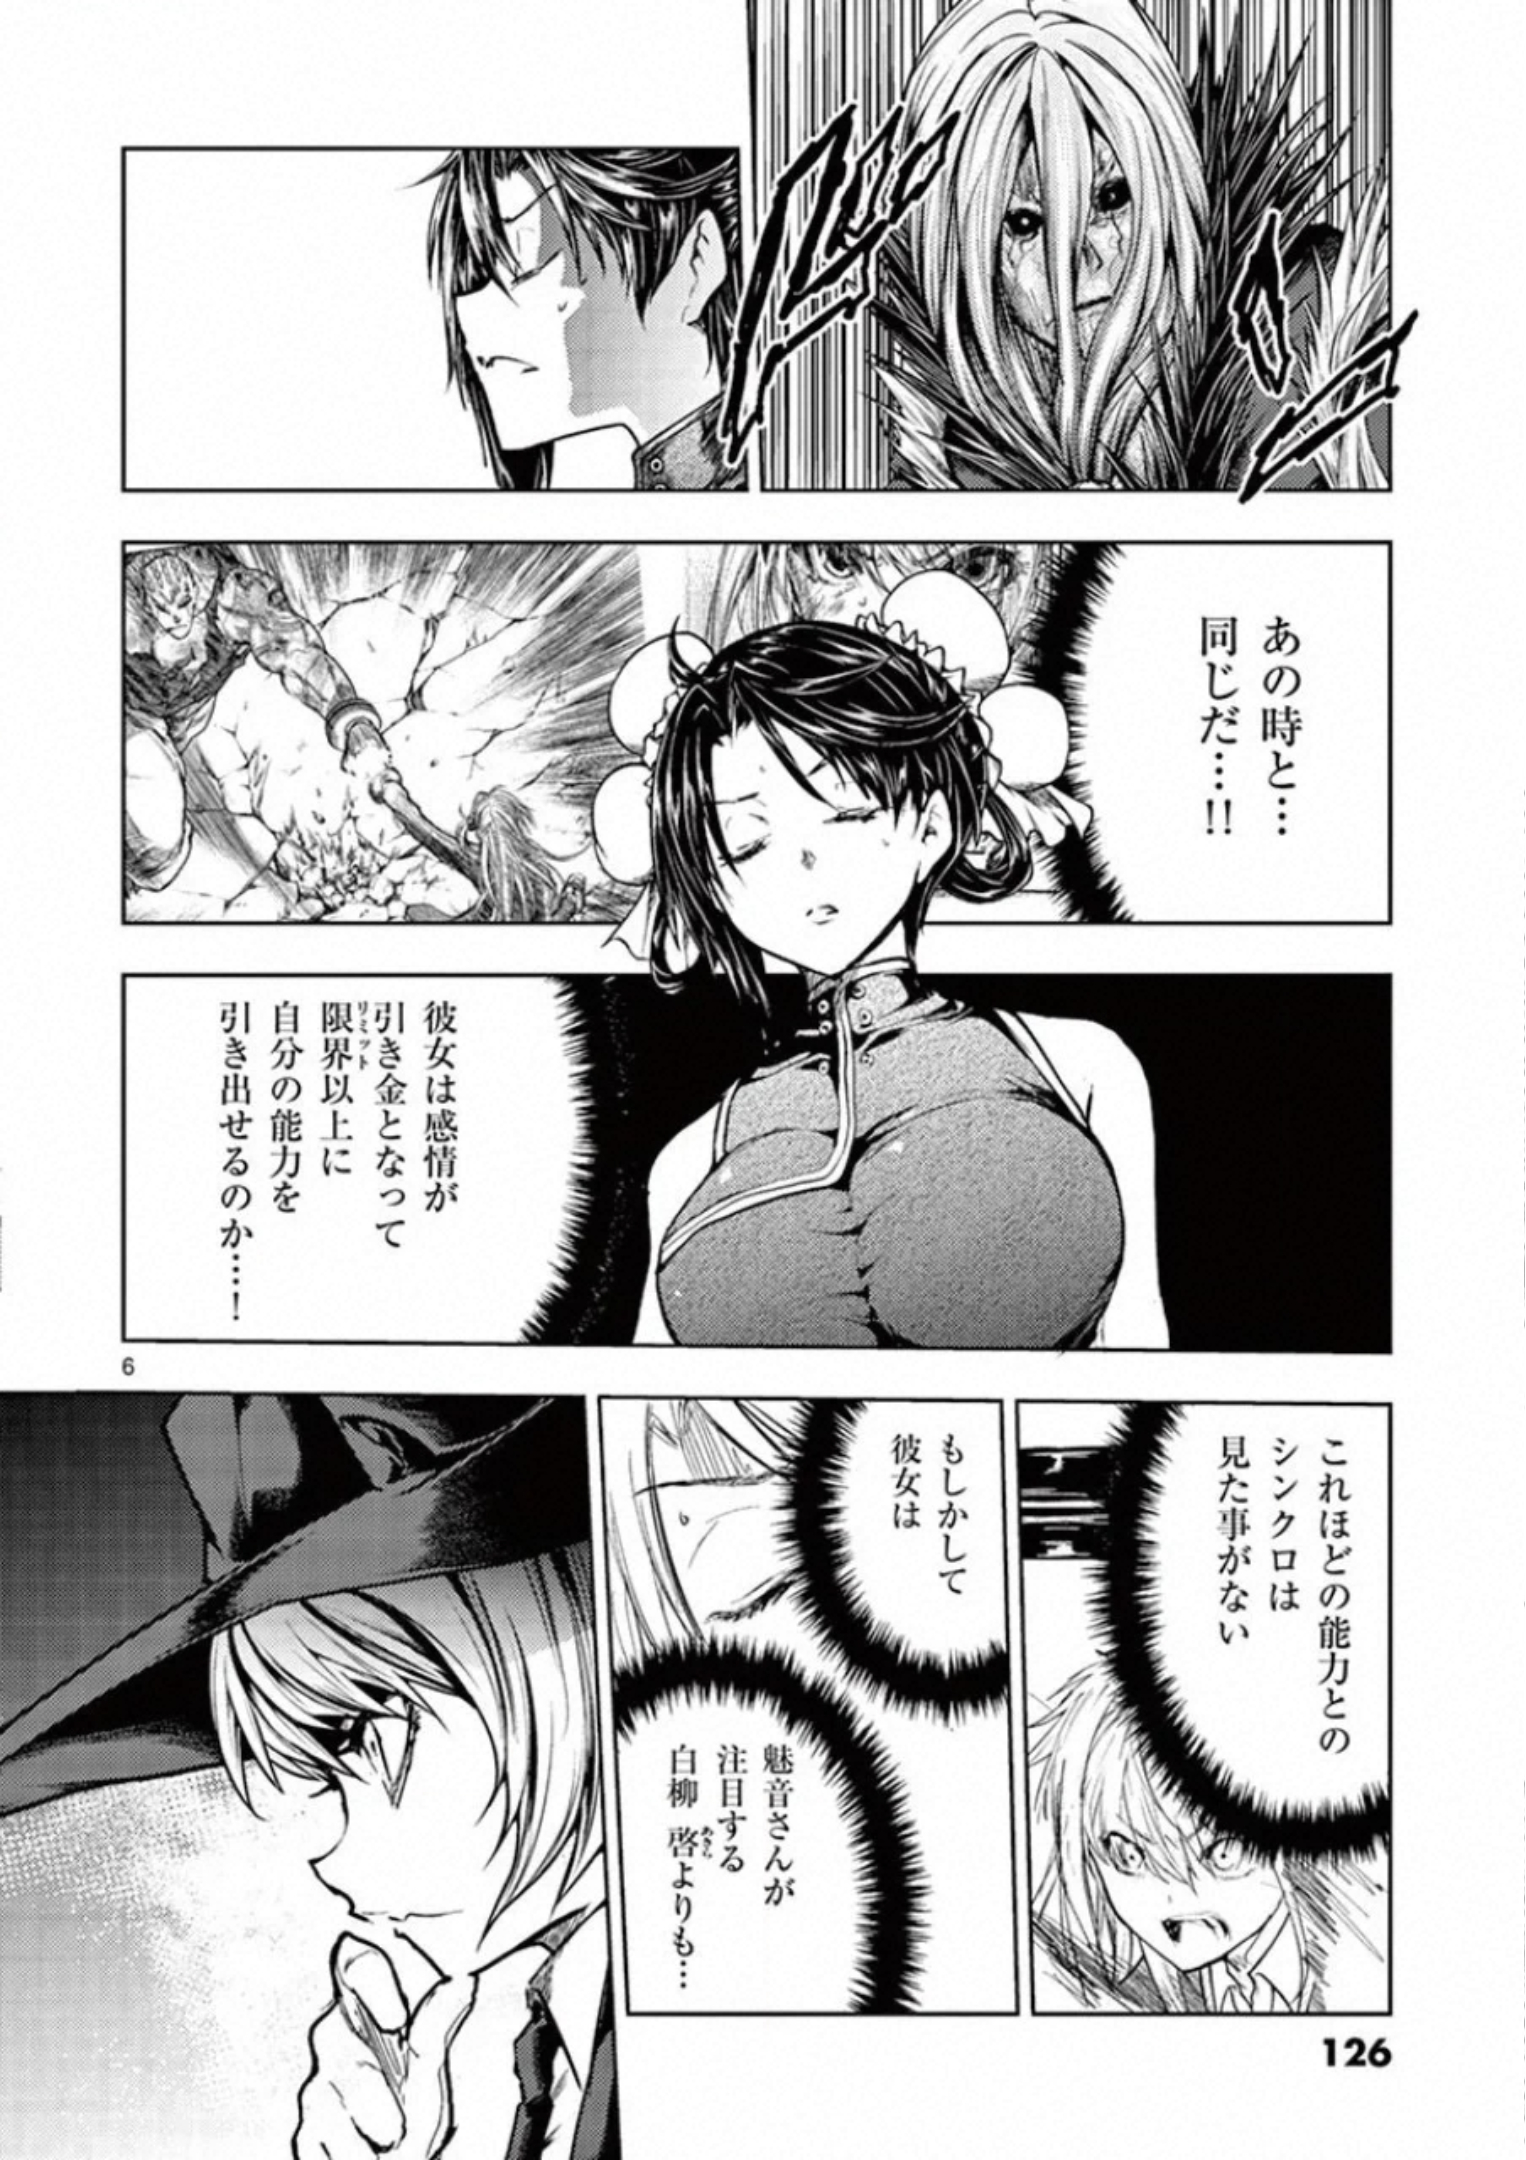 あの時と…
同じだ…!!
彼女は感情が
引き金となって
限界以上に
リミット
自分の能力を
引き出せるのか…!
6
これほどの能力との
シンクロは
見た事がない
もしかして
彼女は
魅音さんが
注目する
白柳 啓よりも…
あきら
126